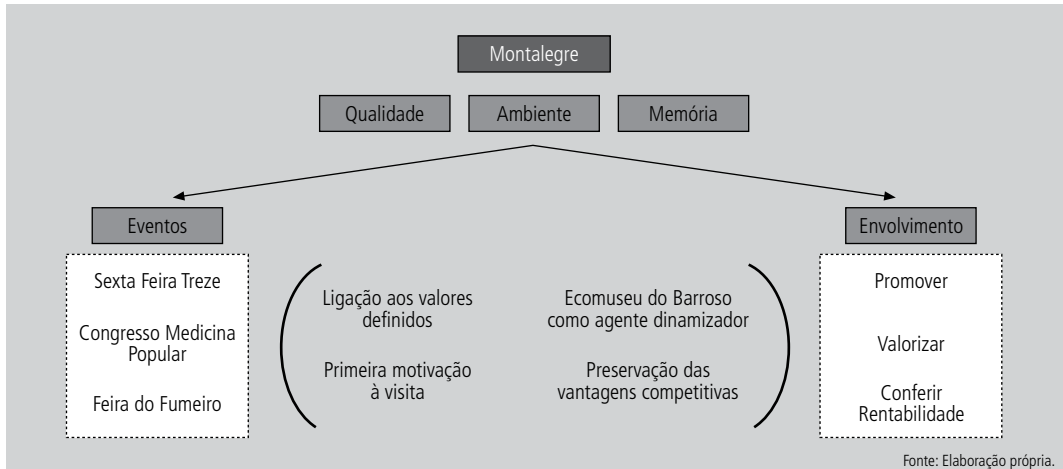 Montalegre
Qualidade
Ambiente
Memória
Eventos
Envolvimento
Sexta Feira Treze
Congresso Medicina
Popular
Feira do Fumeiro
Ligação aos valores
definidos
Primeira motivação
à visita
Ecomuseu do Barroso
como agente dinamizador
Preservação das
vantagens competitivas
Promover
Valorizar
Conferir
Rentabilidade
Fonte: Elaboração própria.